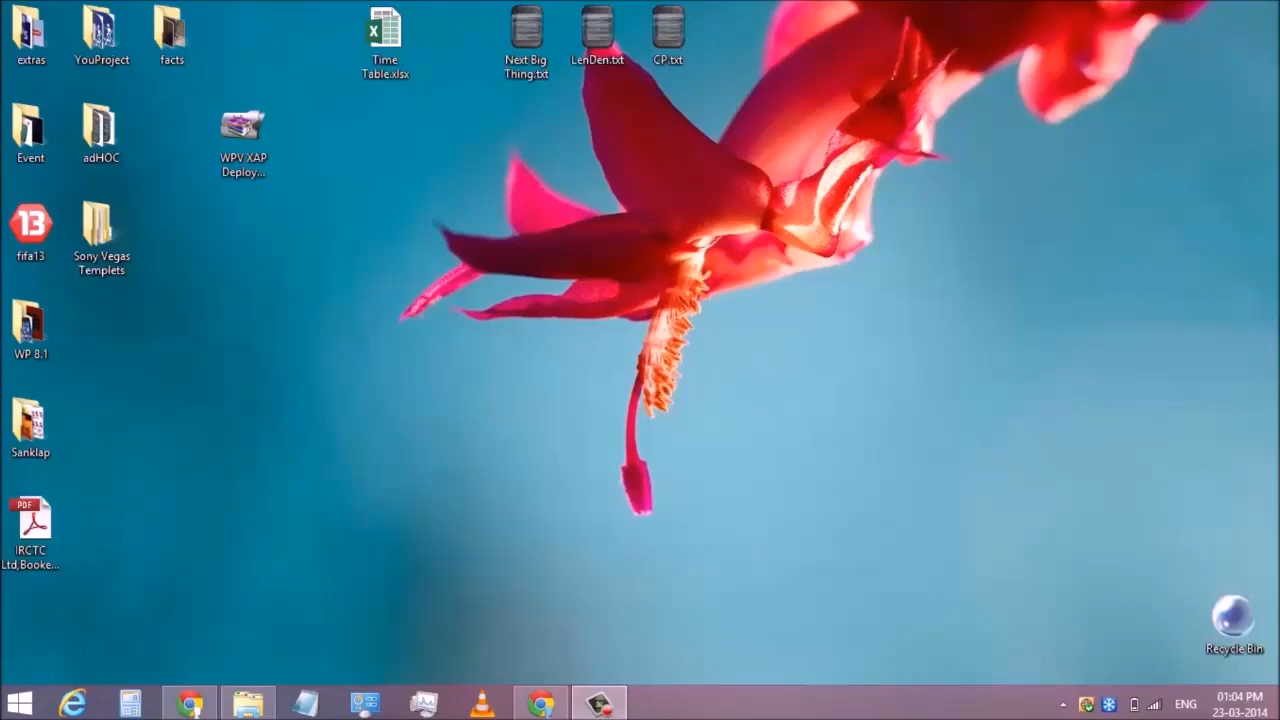 extras
YouProject
facts
Time
Table.xlsx
Next Big
Thing.txt
LenDen.txt
CP.txt
Event
adHOC
WPV XAP
Deploy...
13
fifa13
Sony Vegas
Templets
WP 8.1
Sanklap
PDF
IRCTC
Ltd,Booke...
Recycle Bin
ENG
01:04 PM
23-03-2014